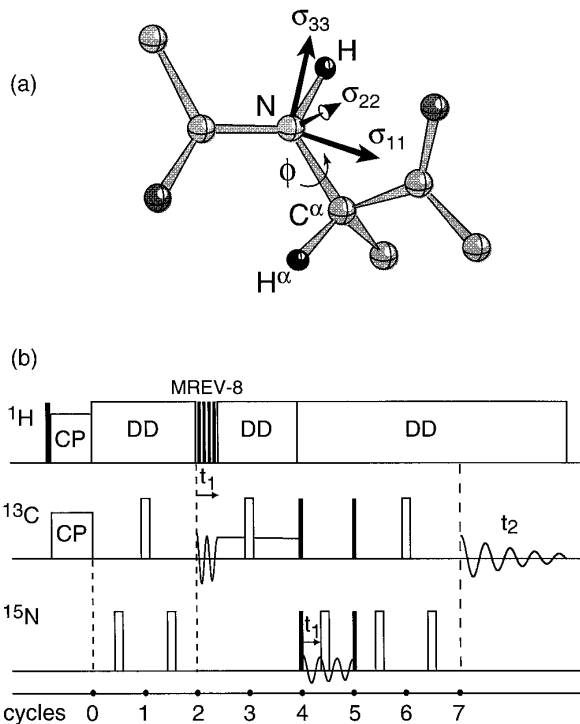 (a)
σ33
H
N
σ22
σ11
ϕ
Cα
Hα
(b)
MREV-8
1H
CP
DD
DD
DD
t1
13C
CP
t2
15N
t1
cycles 0 1 2 3 4 5 6 7